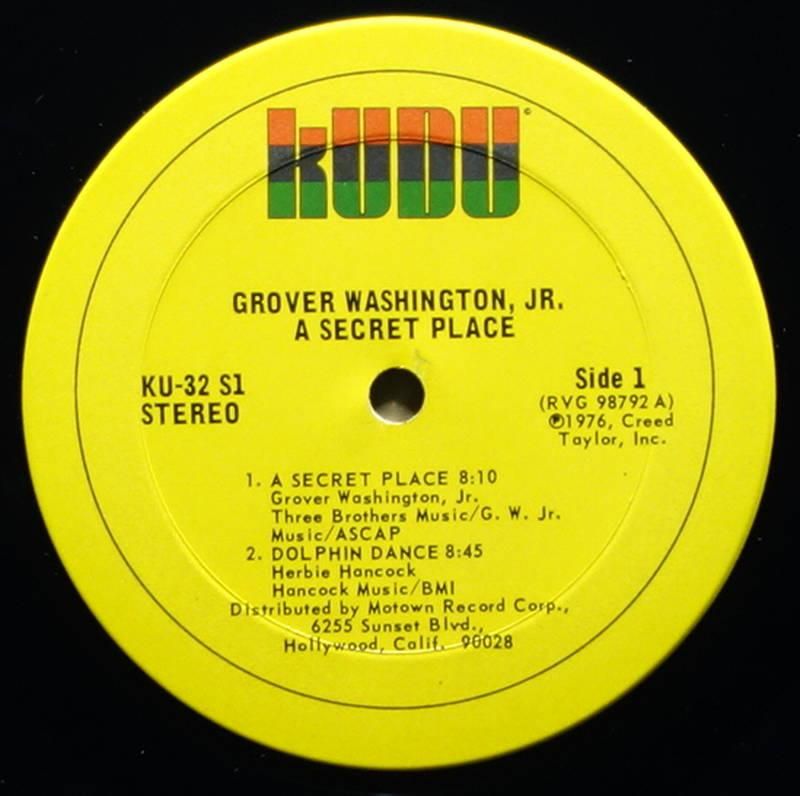 kUDU ©
GROVER WASHINGTON, JR.
A SECRET PLACE
KU-32 S1
STEREO
Side 1
(RVG 98792 A)
℗1976, Creed
Taylor, Inc.
1. A SECRET PLACE 8:10
Grover Washington, Jr.
Three Brothers Music/G. W. Jr.
Music/ASCAP
2. DOLPHIN DANCE 8:45
Herbie Hancock
Hancock Music/BMI
Distributed by Motown Record Corp.,
6255 Sunset Blvd.,
Hollywood, Calif. 90028